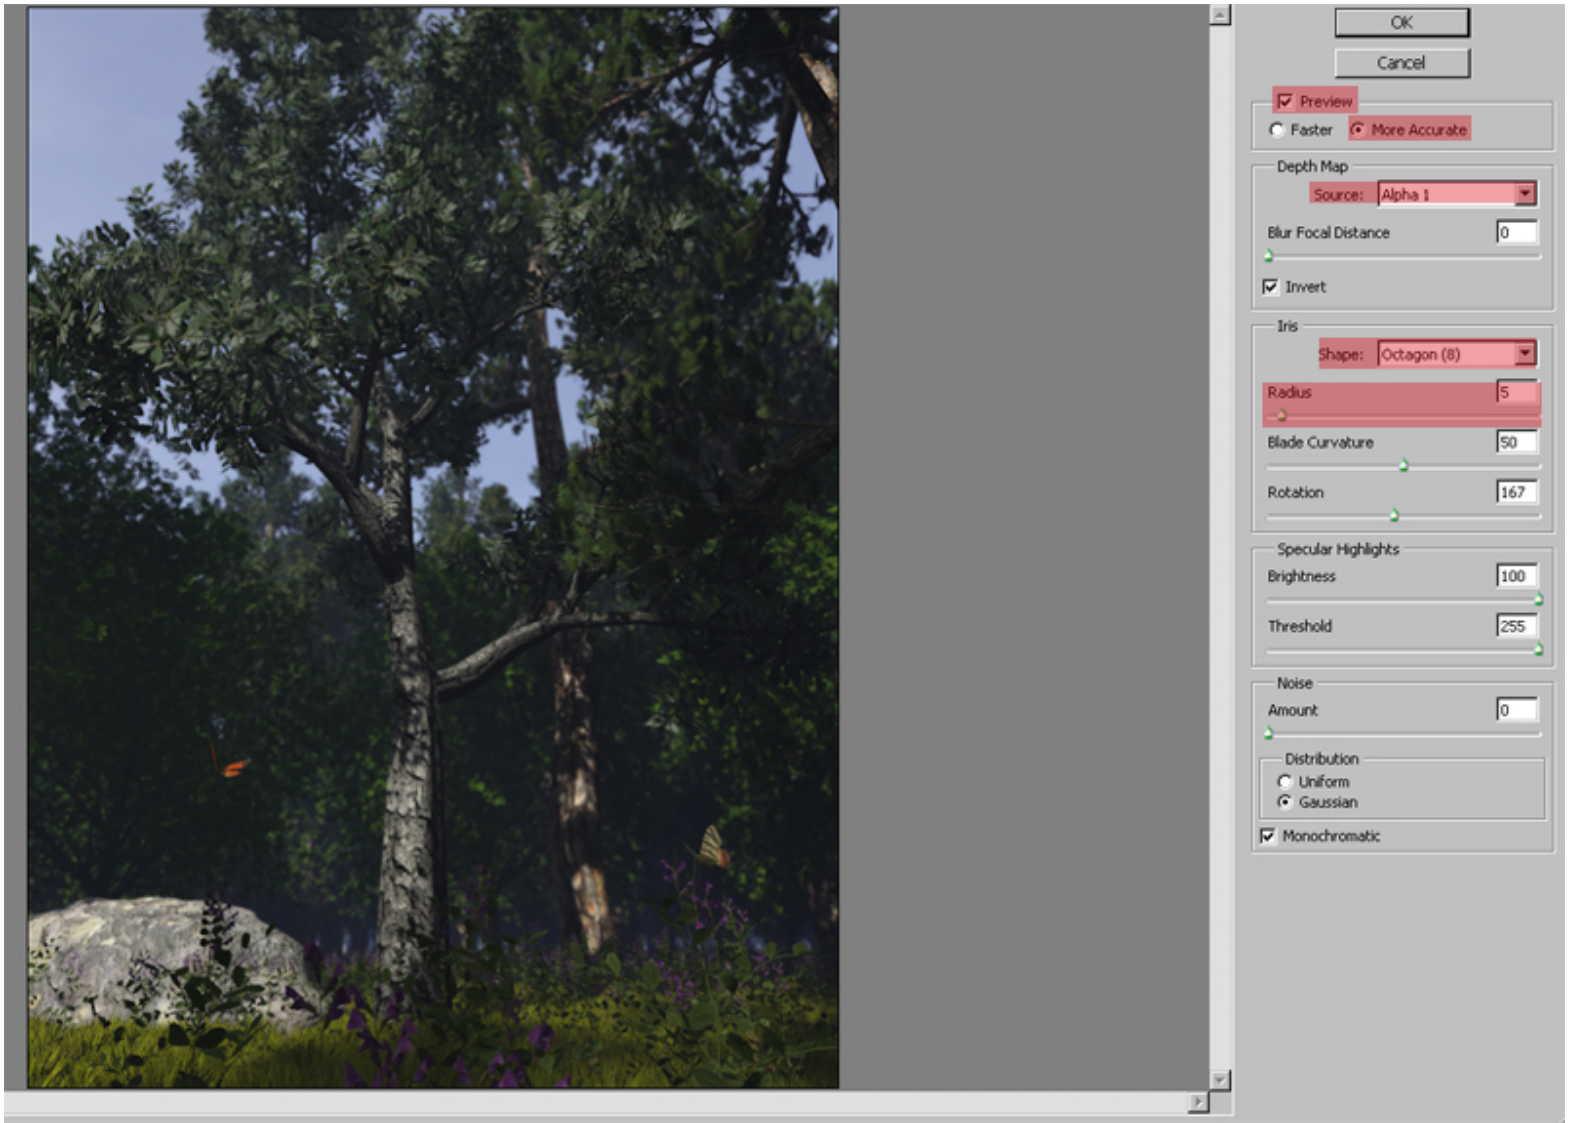 OK
Cancel
Preview
Faster More Accurate
Depth Map
Source: Alpha 1
Blur Focal Distance 0
Invert
Iris
Shape: Octagon (8)
Radius 5
Blade Curvature 50
Rotation 167
Specular Highlights
Brightness 100
Threshold 255
Noise
Amount 0
Distribution
Uniform
Gaussian
Monochromatic